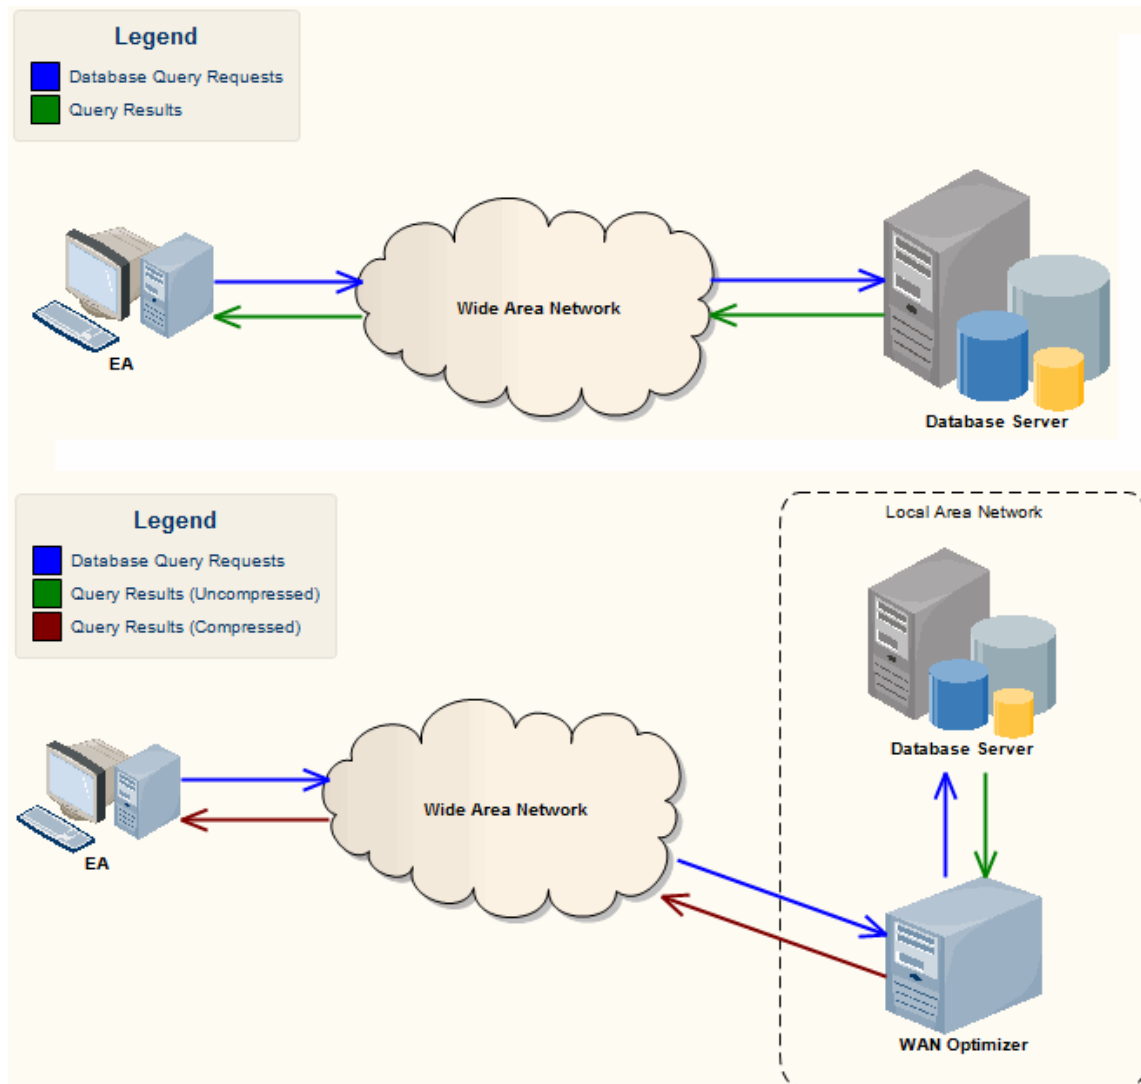 Legend
Database Query Requests
Query Results
Wide Area Network
EA
Database Server
Legend
Database Query Requests
Query Results (Uncompressed)
Query Results (Compressed)
Local Area Network
Database Server
Wide Area Network
EA
WAN Optimizer